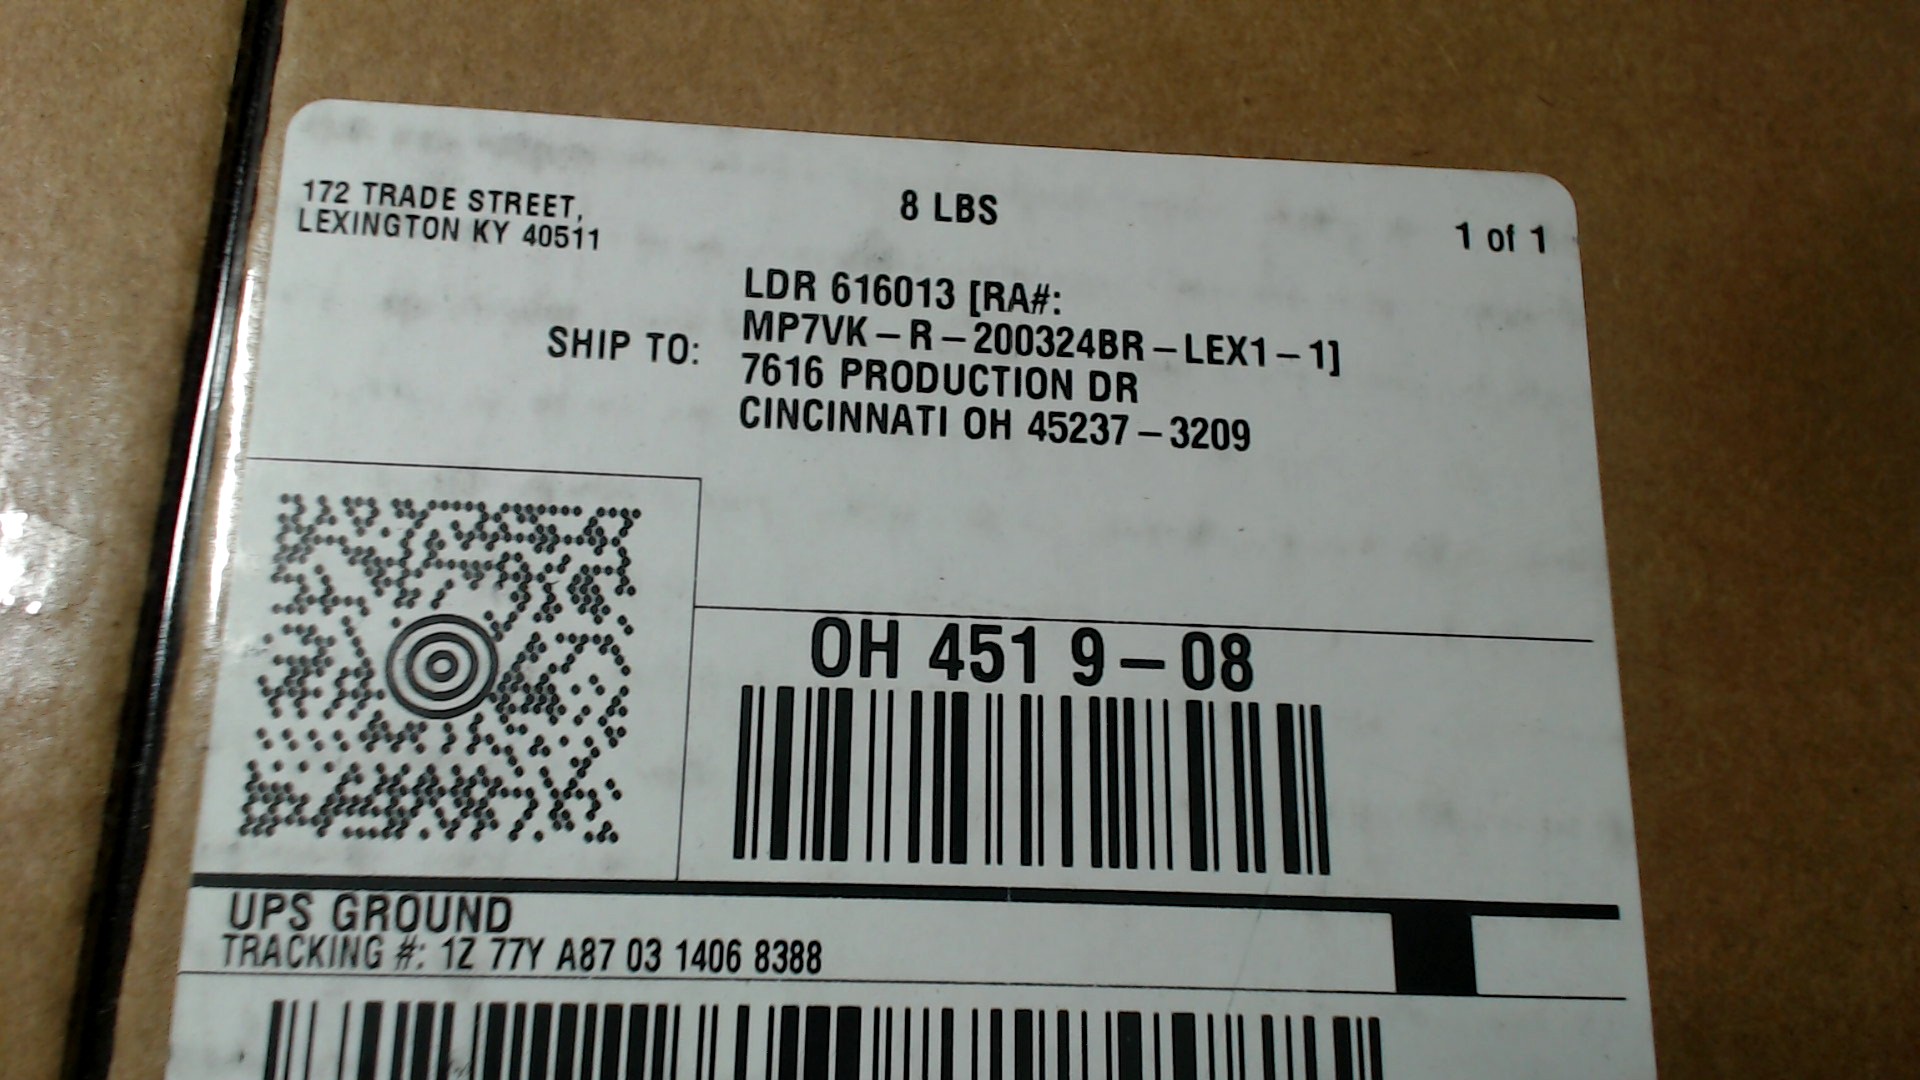 172 TRADE STREET,
LEXINGTON KY 40511
8 LBS
1 of 1
SHIP TO:
LDR 616013 [RA#:
MP7VK-R-200324BR-LEX1-1]
7616 PRODUCTION DR
CINCINNATI OH 45237-3209
OH 451 9-08
UPS GROUND
TRACKING #: 1Z 77Y A87 03 1406 8388